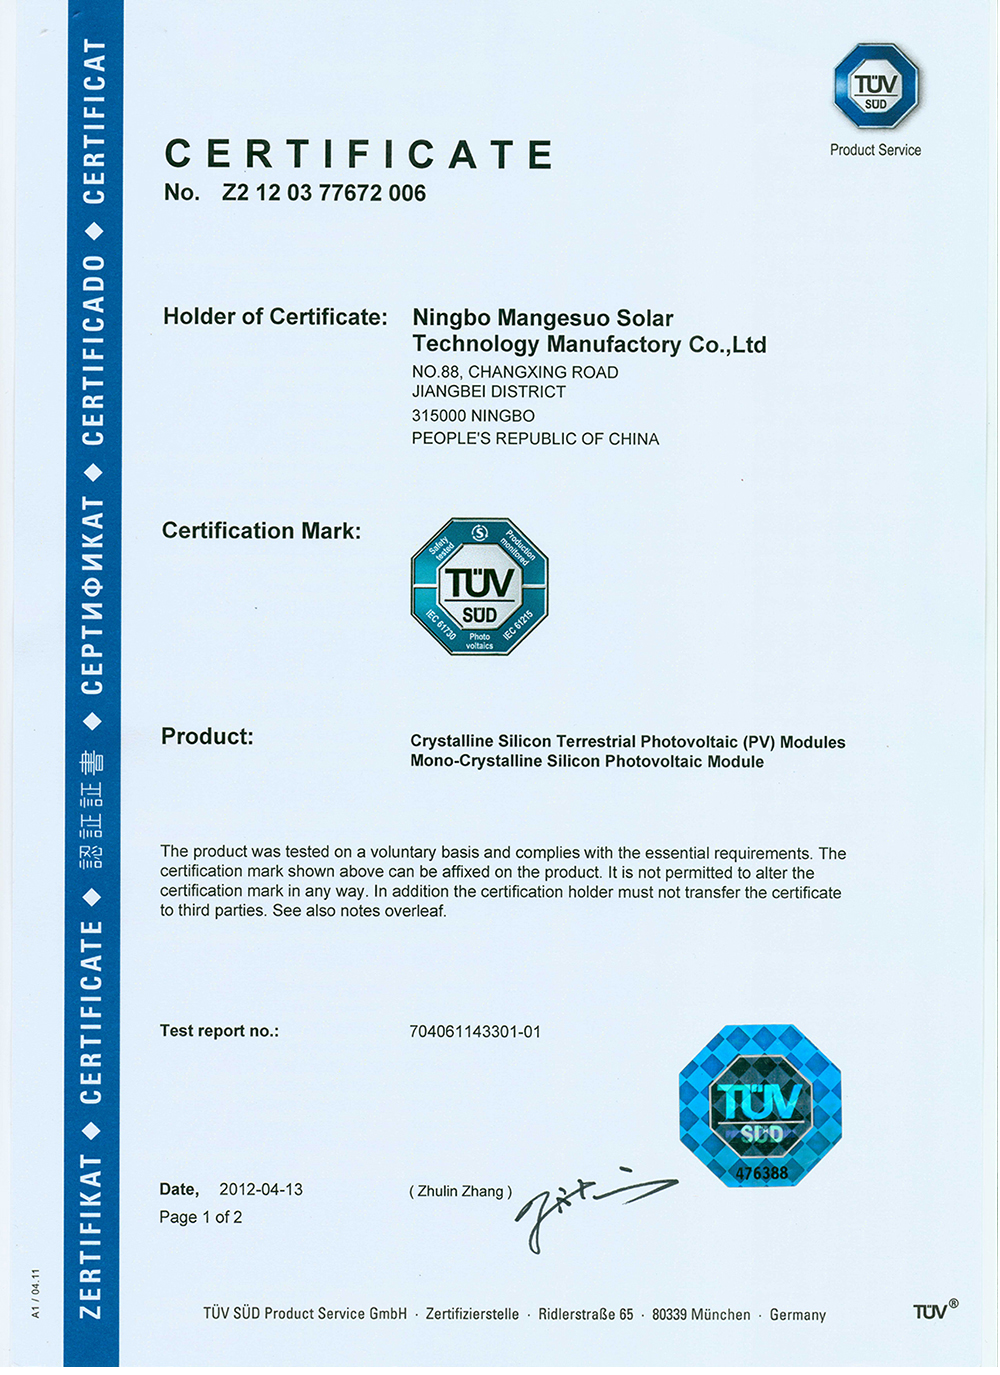 TÜV
SÜD
Product Service
CERTIFICATE
No. Z2 12 03 77672 006
Holder of Certificate: Ningbo Mangesuo Solar
Technology Manufactory Co.,Ltd
NO.88, CHANGXING ROAD
JIANGBEI DISTRICT
315000 NINGBO
PEOPLE'S REPUBLIC OF CHINA
Certification Mark:
Safety tested
S
Production monitored
TÜV
SÜD
IEC 61730
Photo
voltaics
IEC 61215
Product: Crystalline Silicon Terrestrial Photovoltaic (PV) Modules
Mono-Crystalline Silicon Photovoltaic Module
The product was tested on a voluntary basis and complies with the essential requirements. The
certification mark shown above can be affixed on the product. It is not permitted to alter the
certification mark in any way. In addition the certification holder must not transfer the certificate
to third parties. See also notes overleaf.
Test report no.: 704061143301-01
TÜV
SÜD
476388
Date, 2012-04-13 ( Zhulin Zhang )
Page 1 of 2
TÜV SÜD Product Service GmbH · Zertifizierstelle · Ridlerstraße 65 · 80339 München · Germany
TÜV®
A1 / 04.11
ZERTIFIKAT ◆ CERTIFICATE ◆ 認証証書 ◆ СЕРТИФИКАТ ◆ CERTIFICADO ◆ CERTIFICAT